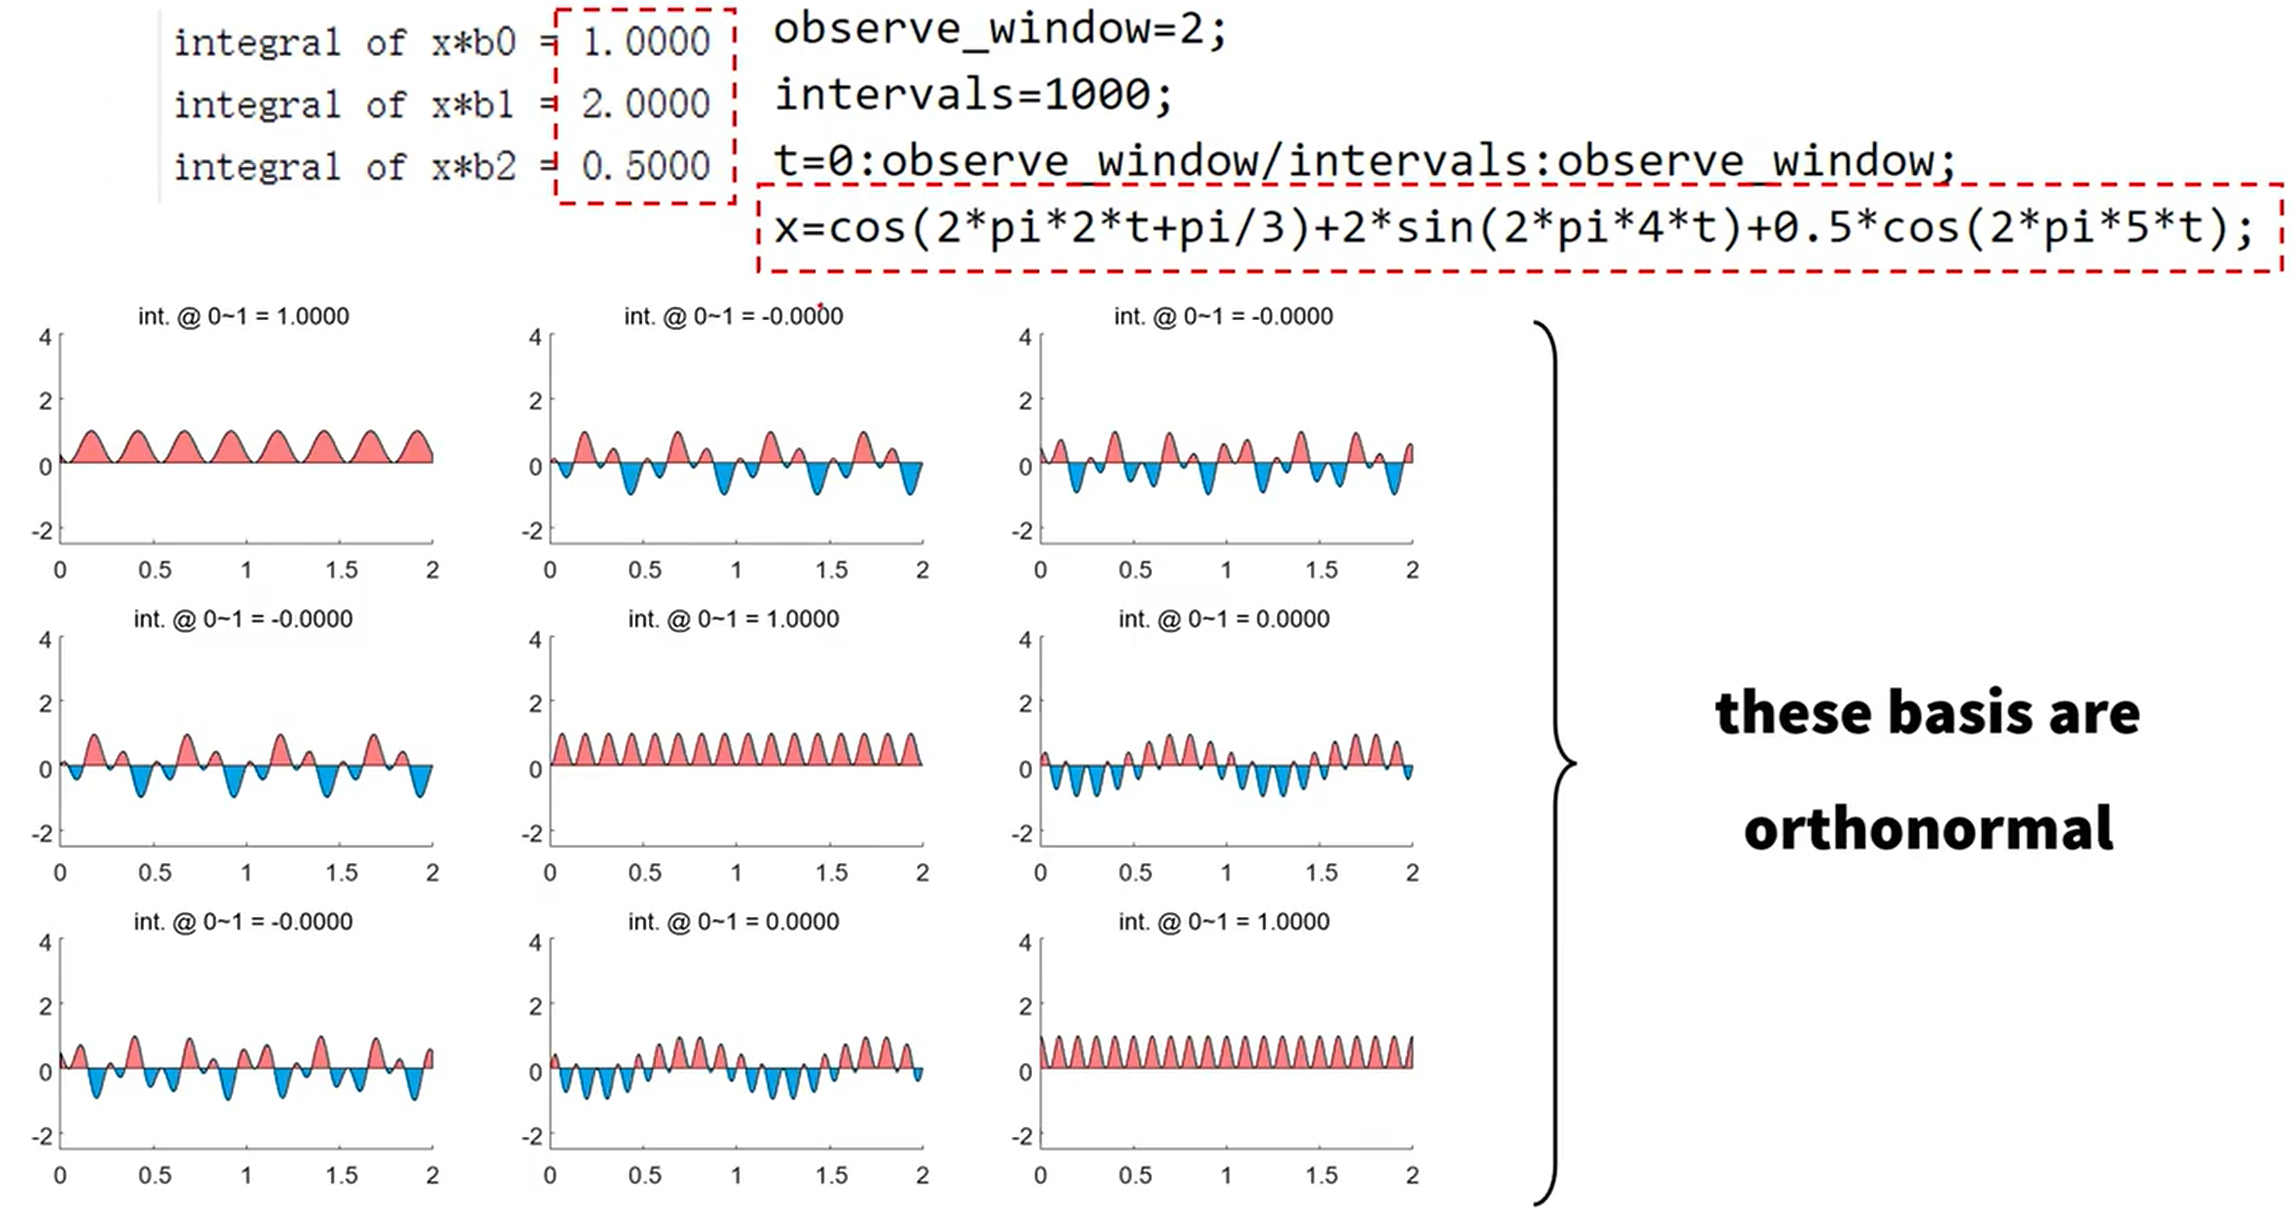 integral of x*b0 = 1.0000
integral of x*b1 = 2.0000
integral of x*b2 = 0.5000
observe_window=2;
intervals=1000;
t=0:observe_window/intervals:observe_window;
x=cos(2*pi*2*t+pi/3)+2*sin(2*pi*4*t)+0.5*cos(2*pi*5*t);
int. @ 0~1 = 1.0000
4
2
0
-2
0 0.5 1 1.5 2
int. @ 0~1 = -0.0000
4
2
0
-2
0 0.5 1 1.5 2
int. @ 0~1 = -0.0000
4
2
0
-2
0 0.5 1 1.5 2
int. @ 0~1 = -0.0000
4
2
0
-2
0 0.5 1 1.5 2
int. @ 0~1 = 1.0000
4
2
0
-2
0 0.5 1 1.5 2
int. @ 0~1 = 0.0000
4
2
0
-2
0 0.5 1 1.5 2
int. @ 0~1 = -0.0000
4
2
0
-2
0 0.5 1 1.5 2
int. @ 0~1 = 0.0000
4
2
0
-2
0 0.5 1 1.5 2
int. @ 0~1 = 1.0000
4
2
0
-2
0 0.5 1 1.5 2
these basis are
orthonormal